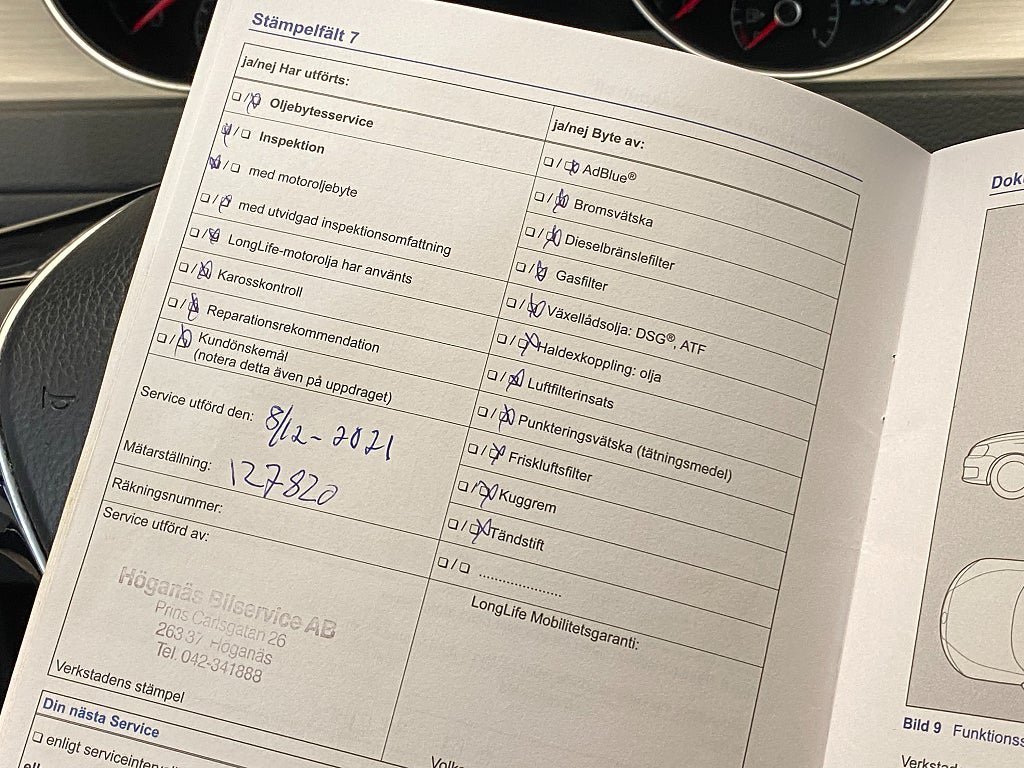 Stämpelfält 7
ja/nej Har utförts:
Oljebytesservice
Inspektion
med motoroljebyte
med utvidgad inspektionsomfattning
LongLife-motorolja har använts
Karosskontroll
Reparationsrekommendation
Kundönskemål
(notera detta även på uppdraget)
Service utförd den: 8/12-2021
Mätarställning: 127820
Räkningsnummer:
Service utförd av:
Höganäs Bilservice AB
Prins Carlsgatan 26
263 37 Höganäs
Tel. 042-341888
Verkstadens stämpel
Din nästa Service
enligt serviceinterv
ja/nej Byte av:
AdBlue®
Bromsvätska
Dieselbränslefilter
Gasfilter
Växellådsolja: DSG®, ATF
Haldexkoppling: olja
Luftfilterinsats
Punkteringsvätska (tätningsmedel)
Friskluftsfilter
Kuggrem
Tändstift
LongLife Mobilitetsgaranti:
Volk
Dok
Bild 9 Funktionss
Verkstad